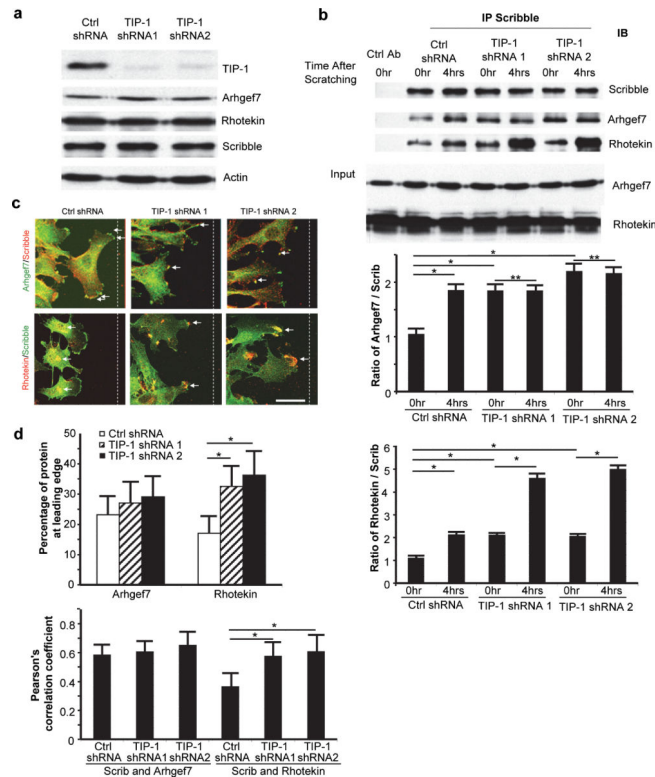 a
Ctrl TIP-1 TIP-1
shRNA shRNA1 shRNA2
TIP-1
Arhgef7
Rhotekin
Scribble
Actin
b
IP Scribble
IB
Ctrl Ab
Ctrl shRNA
TIP-1 shRNA 1
TIP-1 shRNA 2
Time After
Scratching
0hr 0hr 4hrs 0hr 4hrs 0hr 4hrs
Scribble
Arhgef7
Rhotekin
Input
Arhgef7
Rhotekin
Ratio of Arhgef7 / Scrib
2
1
0
* * * ** **
0hr 4hrs 0hr 4hrs 0hr 4hrs
Ctrl shRNA TIP-1 shRNA 1 TIP-1 shRNA 2
Ratio of Rhotekin / Scrib
6
5
4
3
2
1
0
* * * * *
0hr 4hrs 0hr 4hrs 0hr 4hrs
Ctrl shRNA TIP-1 shRNA 1 TIP-1 shRNA 2
c
Ctrl shRNA TIP-1 shRNA 1 TIP-1 shRNA 2
Arhgef7/Scribble
Rhotekin/Scribble
d
Ctrl shRNA
TIP-1 shRNA 1
TIP-1 shRNA 2
Percentage of protein
at leading edge
50
40
30
20
10
0
* *
Arhgef7 Rhotekin
Pearson's
correlation coefficient
0.8
0.6
0.4
0.2
0
* *
Ctrl TIP-1 TIP-1 Ctrl TIP-1 TIP-1
shRNA shRNA1 shRNA2 shRNA shRNA1 shRNA2
Scrib and Arhgef7 Scrib and Rhotekin